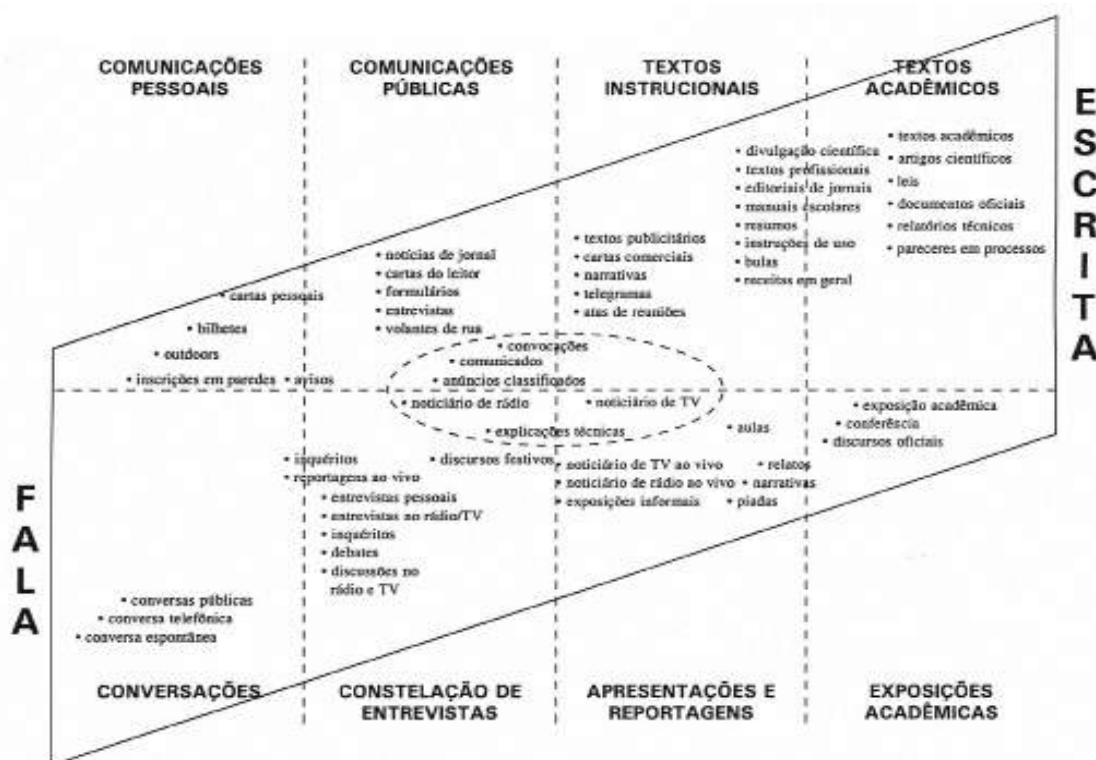 COMUNICAÇÕES
PESSOAIS
COMUNICAÇÕES
PÚBLICAS
TEXTOS
INSTRUCIONAIS
TEXTOS
ACADÊMICOS
ESCRITA
• textos acadêmicos
• artigos científicos
• leis
• documentos oficiais
• relatórios técnicos
• pareceres em processos
• divulgação científica
• textos profissionais
• editoriais de jornais
• manuais escolares
• resumos
• instruções de uso
• bulas
• receitas em geral
• textos publicitários
• cartas comerciais
• narrativas
• telegramas
• atas de reuniões
• notícias de jornal
• cartas do leitor
• formulários
• entrevistas
• volantes de rua
• cartas pessoais
• bilhetes
• outdoors
• inscrições em paredes
• avisos
• convocações
• comunicados
• anúncios classificados
• noticiário de rádio
• noticiário de TV
• explicações técnicas
• aulas
• exposição acadêmica
• conferência
• discursos oficiais
• inquéritos
• reportagens ao vivo
• discursos festivos
• entrevistas pessoais
• entrevistas no rádio/TV
• inquéritos
• debates
• discussões no
rádio e TV
• noticiário de TV ao vivo
• relatos
• noticiário de rádio ao vivo
• narrativas
• exposições informais
• piadas
FALA
• conversas públicas
• conversa telefônica
• conversa espontânea
CONVERSAÇÕES
CONSTELAÇÃO DE
ENTREVISTAS
APRESENTAÇÕES E
REPORTAGENS
EXPOSIÇÕES
ACADÊMICAS